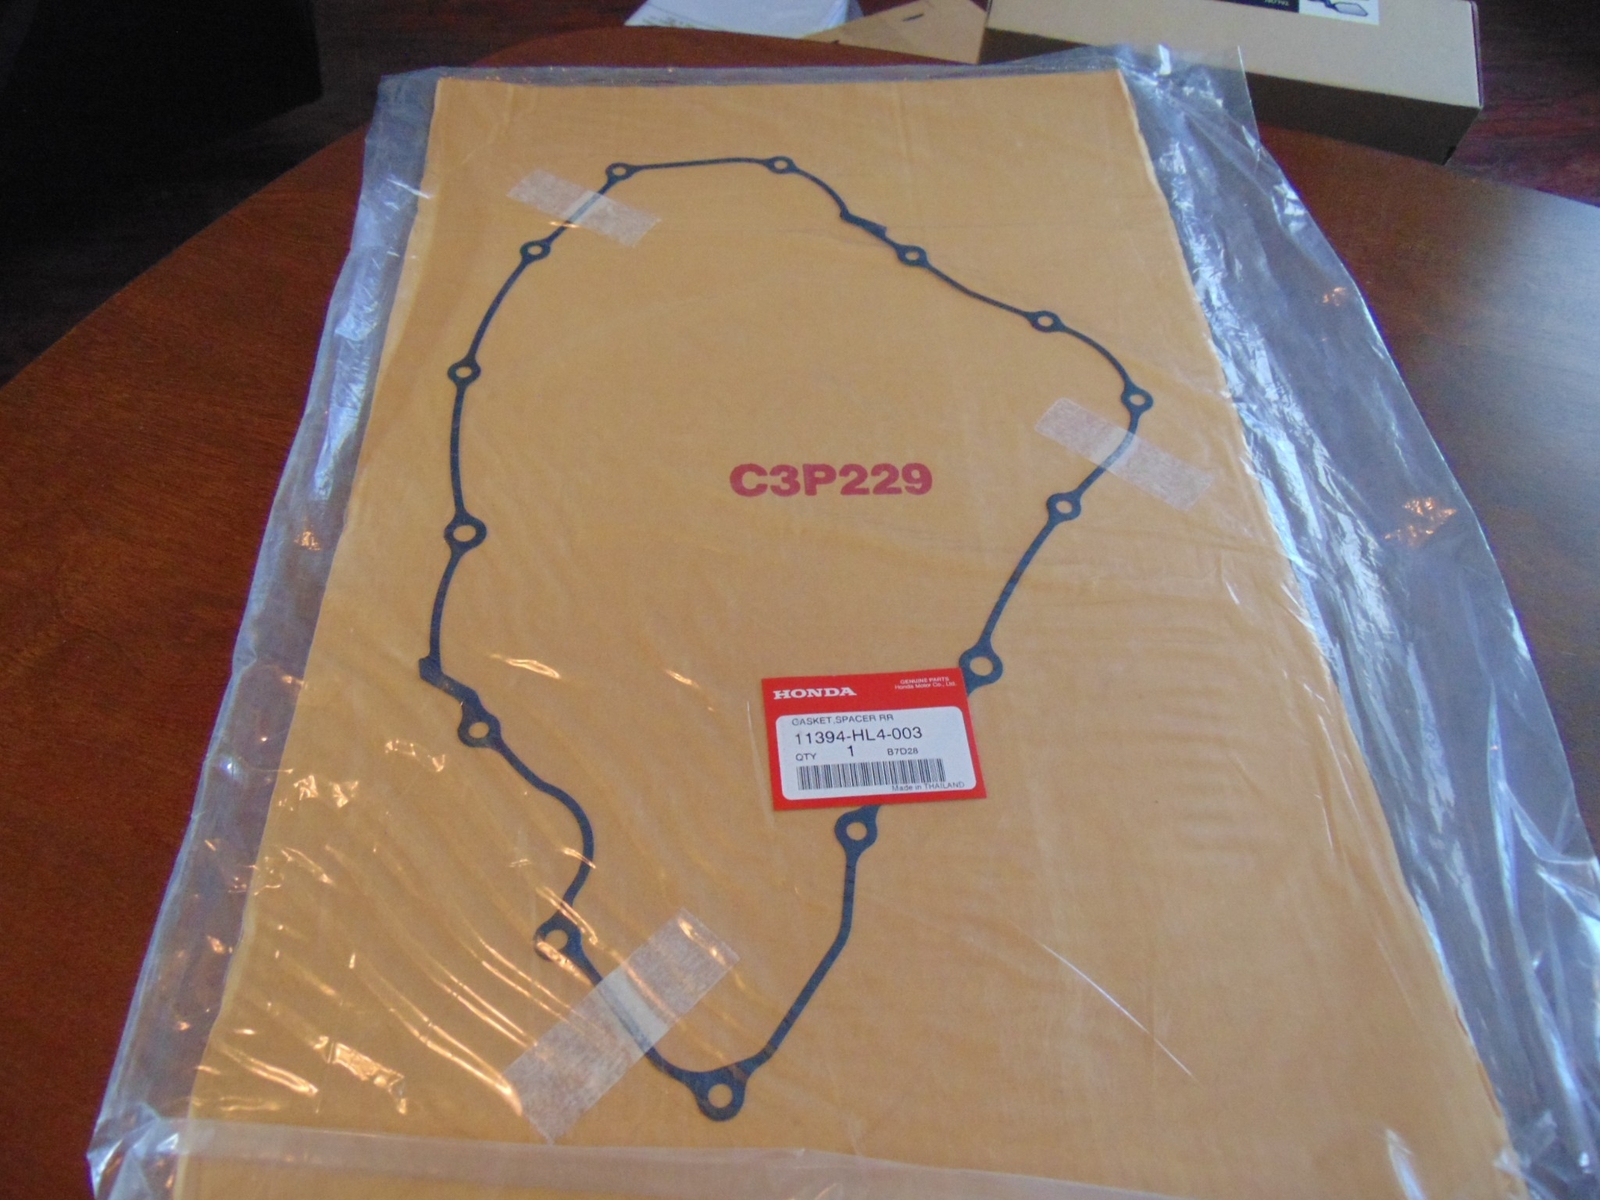 C3P229
HONDA
GENUINE PARTS
Honda Motor Co., Ltd.
GASKET,SPACER RR
11394-HL4-003
QTY 1 B7D28
Made in THAILAND